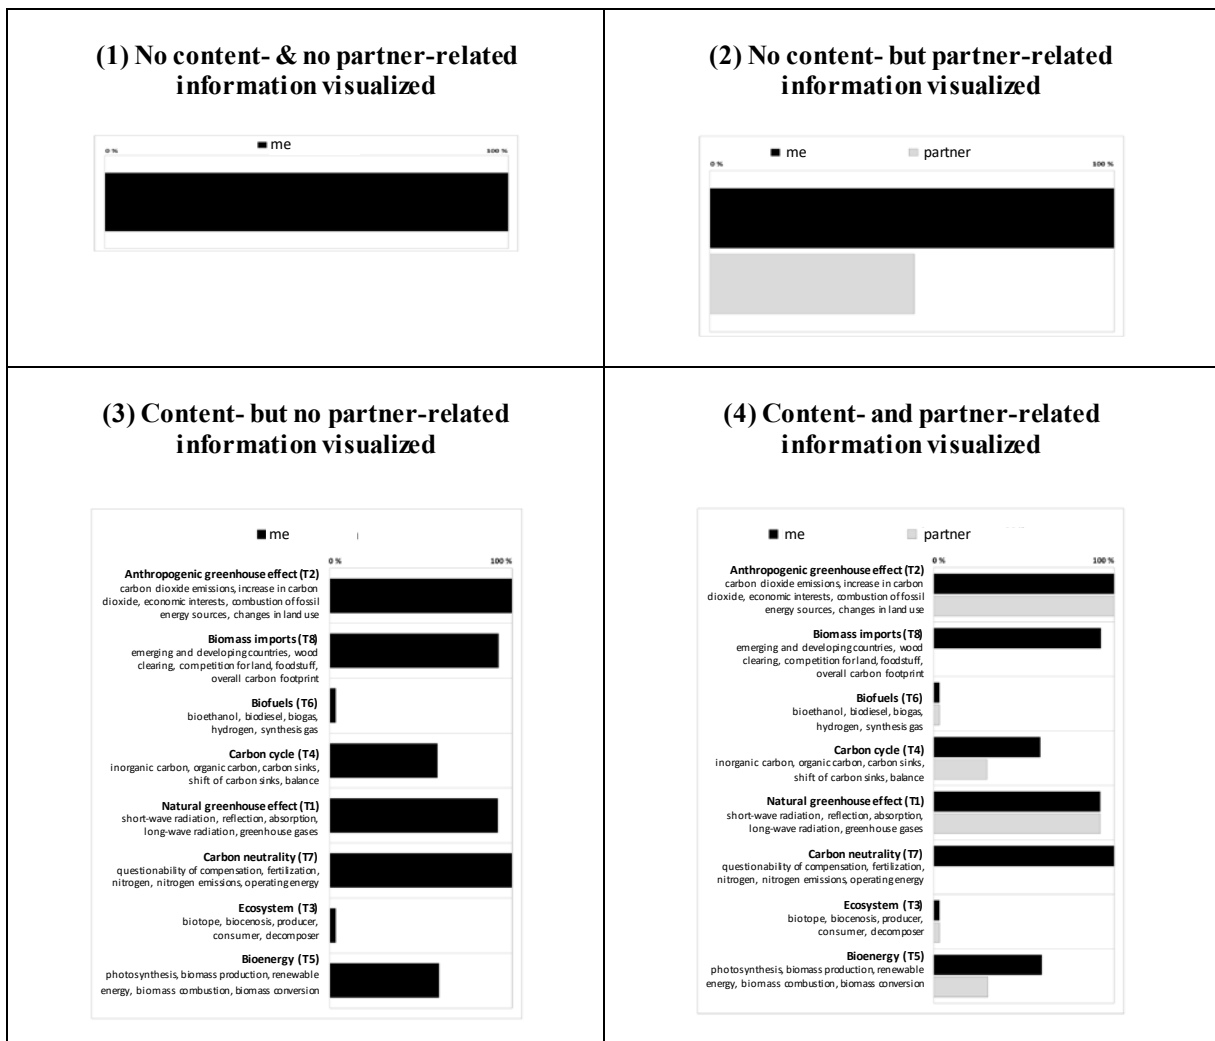 (1) No content- & no partner-related
information visualized
me
0 %
100 %
(2) No content- but partner-related
information visualized
me
partner
0 %
100 %
(3) Content- but no partner-related
information visualized
me
0 %
100 %
Anthropogenic greenhouse effect (T2)
carbon dioxide emissions, increase in carbon
dioxide, economic interests, combustion of fossil
energy sources, changes in land use
Biomass imports (T8)
emerging and developing countries, wood
clearing, competition for land, foodstuff,
overall carbon footprint
Biofuels (T6)
bioethanol, biodiesel, biogas,
hydrogen, synthesis gas
Carbon cycle (T4)
inorganic carbon, organic carbon, carbon sinks,
shift of carbon sinks, balance
Natural greenhouse effect (T1)
short-wave radiation, reflection, absorption,
long-wave radiation, greenhouse gases
Carbon neutrality (T7)
questionability of compensation, fertilization,
nitrogen, nitrogen emissions, operating energy
Ecosystem (T3)
biotope, biocenosis, producer,
consumer, decomposer
Bioenergy (T5)
photosynthesis, biomass production, renewable
energy, biomass combustion, biomass conversion
(4) Content- and partner-related
information visualized
me
partner
0 %
100 %
Anthropogenic greenhouse effect (T2)
carbon dioxide emissions, increase in carbon
dioxide, economic interests, combustion of fossil
energy sources, changes in land use
Biomass imports (T8)
emerging and developing countries, wood
clearing, competition for land, foodstuff,
overall carbon footprint
Biofuels (T6)
bioethanol, biodiesel, biogas,
hydrogen, synthesis gas
Carbon cycle (T4)
inorganic carbon, organic carbon, carbon sinks,
shift of carbon sinks, balance
Natural greenhouse effect (T1)
short-wave radiation, reflection, absorption,
long-wave radiation, greenhouse gases
Carbon neutrality (T7)
questionability of compensation, fertilization,
nitrogen, nitrogen emissions, operating energy
Ecosystem (T3)
biotope, biocenosis, producer,
consumer, decomposer
Bioenergy (T5)
photosynthesis, biomass production, renewable
energy, biomass combustion, biomass conversion